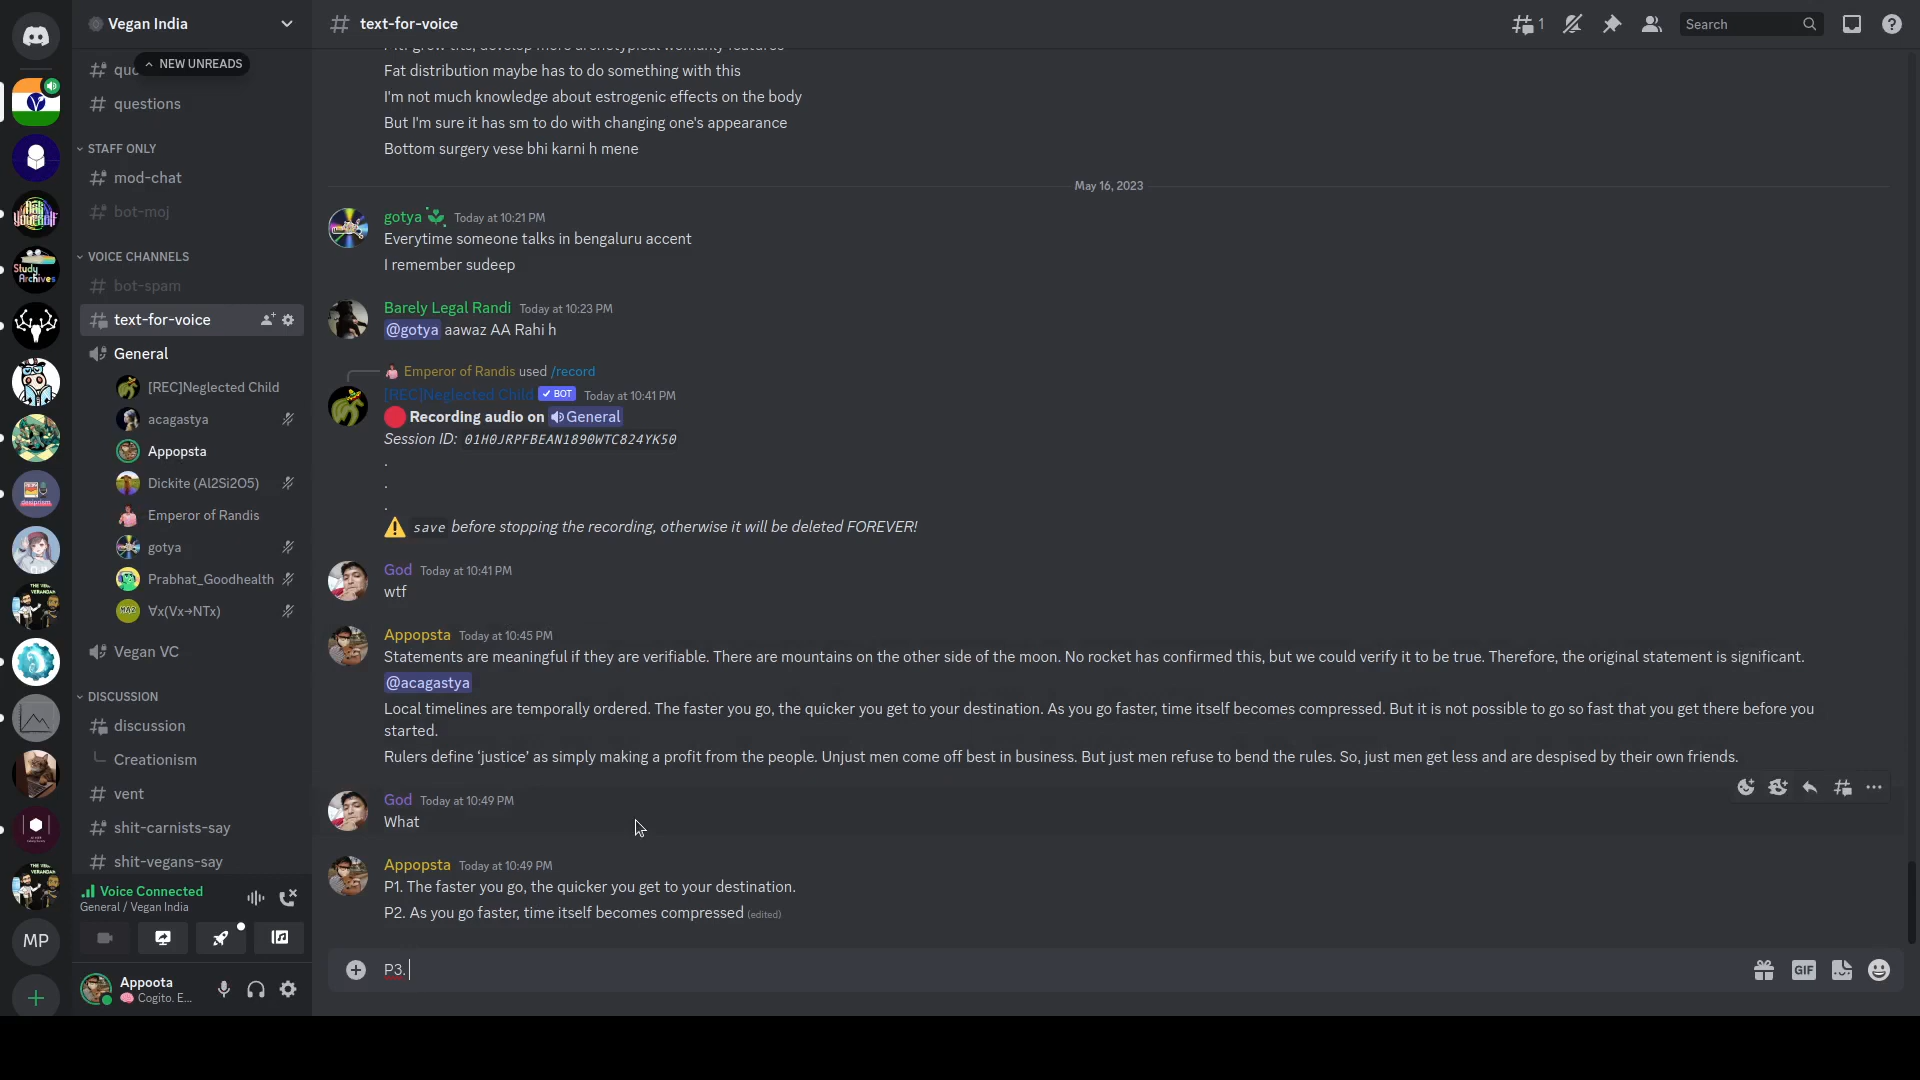 Vegan India
text-for-voice
1
Search
NEW UNREADS
questions
STAFF ONLY
mod-chat
bot-moj
VOICE CHANNELS
bot-spam
text-for-voice
General
[REC]Neglected Child
acagastya
Appopsta
Dickite (Al2Si2O5)
Emperor of Randis
gotya
Prabhat_Goodhealth
∀x(Vx→NTx)
Vegan VC
DISCUSSION
discussion
Creationism
vent
shit-carnists-say
shit-vegans-say
Voice Connected
General / Vegan India
Appoota
Cogito. E...
MP
Study
Archives
Fat distribution maybe has to do something with this
I'm not much knowledge about estrogenic effects on the body
But I'm sure it has sm to do with changing one's appearance
Bottom surgery vese bhi karni h mene
May 16, 2023
gotya Today at 10:21 PM
Everytime someone talks in bengaluru accent
I remember sudeep
Barely Legal Randi Today at 10:23 PM
@gotya aawaz AA Rahi h
Emperor of Randis used /record
[REC]Neglected Child ✓ BOT Today at 10:41 PM
Recording audio on General
Session ID: 01H0JRPFBEAN1890WTC824YK50
.
.
.
save before stopping the recording, otherwise it will be deleted FOREVER!
God Today at 10:41 PM
wtf
Appopsta Today at 10:45 PM
Statements are meaningful if they are verifiable. There are mountains on the other side of the moon. No rocket has confirmed this, but we could verify it to be true. Therefore, the original statement is significant.
@acagastya
Local timelines are temporally ordered. The faster you go, the quicker you get to your destination. As you go faster, time itself becomes compressed. But it is not possible to go so fast that you get there before you
started.
Rulers define ‘justice’ as simply making a profit from the people. Unjust men come off best in business. But just men refuse to bend the rules. So, just men get less and are despised by their own friends.
God Today at 10:49 PM
What
Appopsta Today at 10:49 PM
P1. The faster you go, the quicker you get to your destination.
P2. As you go faster, time itself becomes compressed (edited)
P3.
GIF